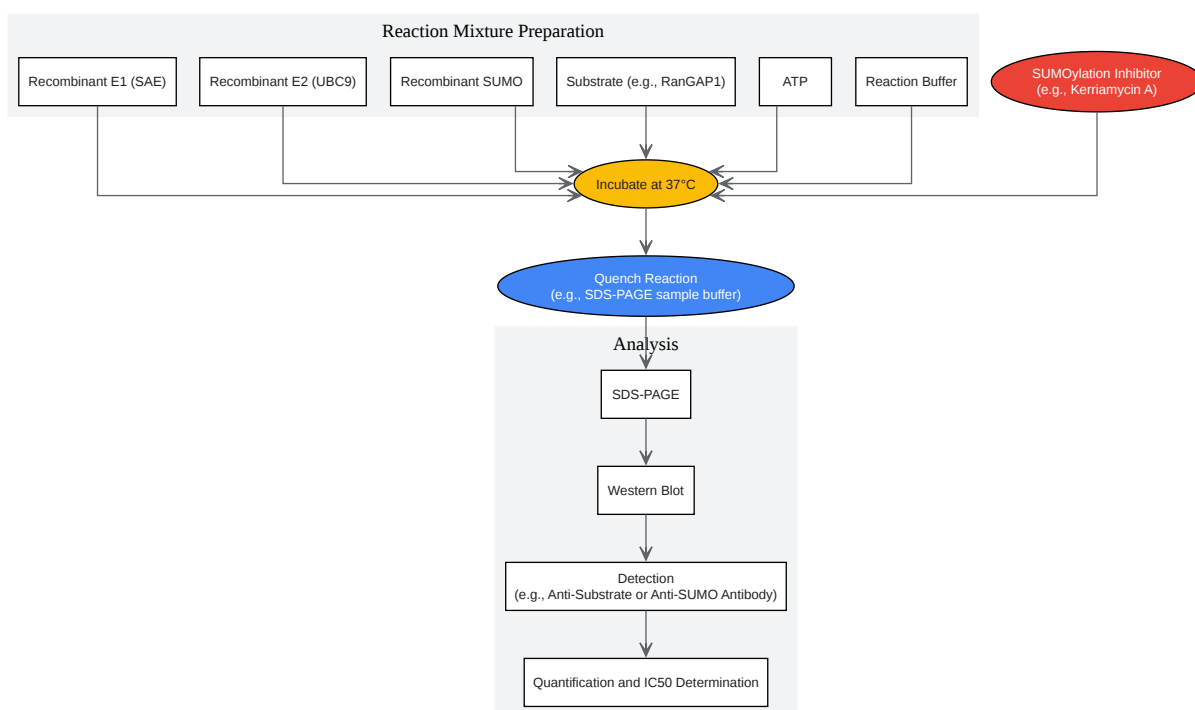 Reaction Mixture Preparation
Recombinant E1 (SAE)
Recombinant E2 (UBC9)
Recombinant SUMO
Substrate (e.g., RanGAP1)
ATP
Reaction Buffer
SUMOylation Inhibitor
(e.g., Kerriamycin A)
Incubate at 37°C
Quench Reaction
(e.g., SDS-PAGE sample buffer)
Analysis
SDS-PAGE
Western Blot
Detection
(e.g., Anti-Substrate or Anti-SUMO Antibody)
Quantification and IC50 Determination